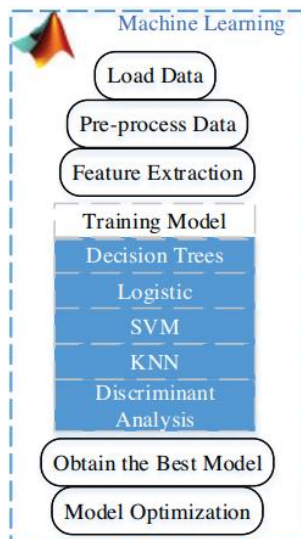 Machine Learning
Load Data
Pre-process Data
Feature Extraction
Training Model
Decision Trees
Logistic
SVM
KNN
Discriminant
Analysis
Obtain the Best Model
Model Optimization